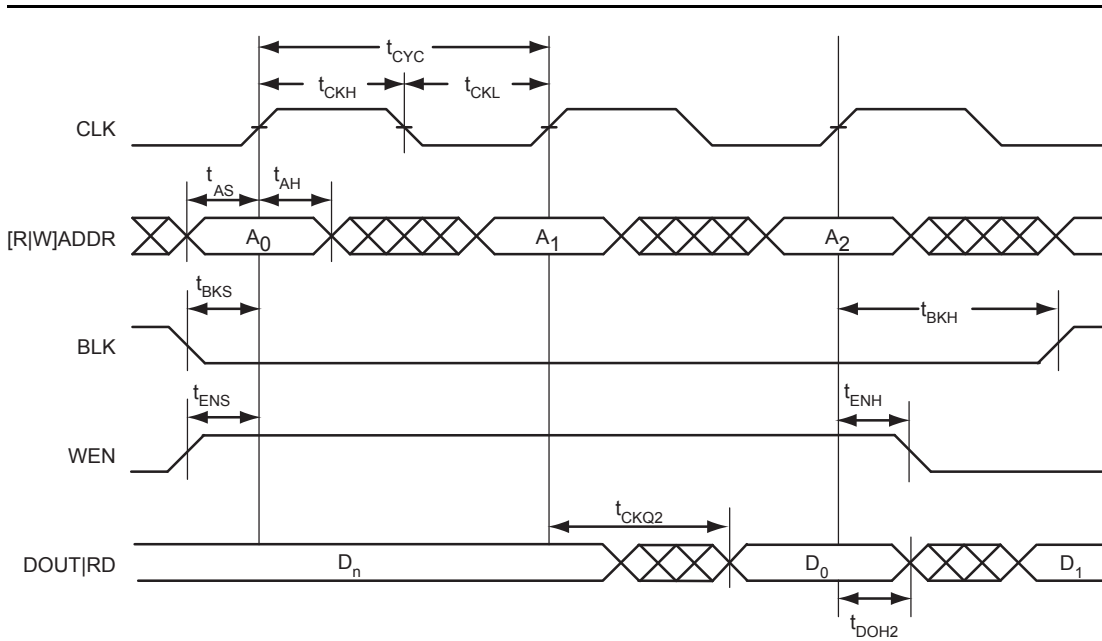 tCYC
tCKH
tCKL
CLK
tAS
tAH
[R|W]ADDR
A0
A1
A2
tBKS
tBKH
BLK
tENS
tENH
WEN
tCKQ2
DOUT|RD
Dn
D0
D1
tDOH2